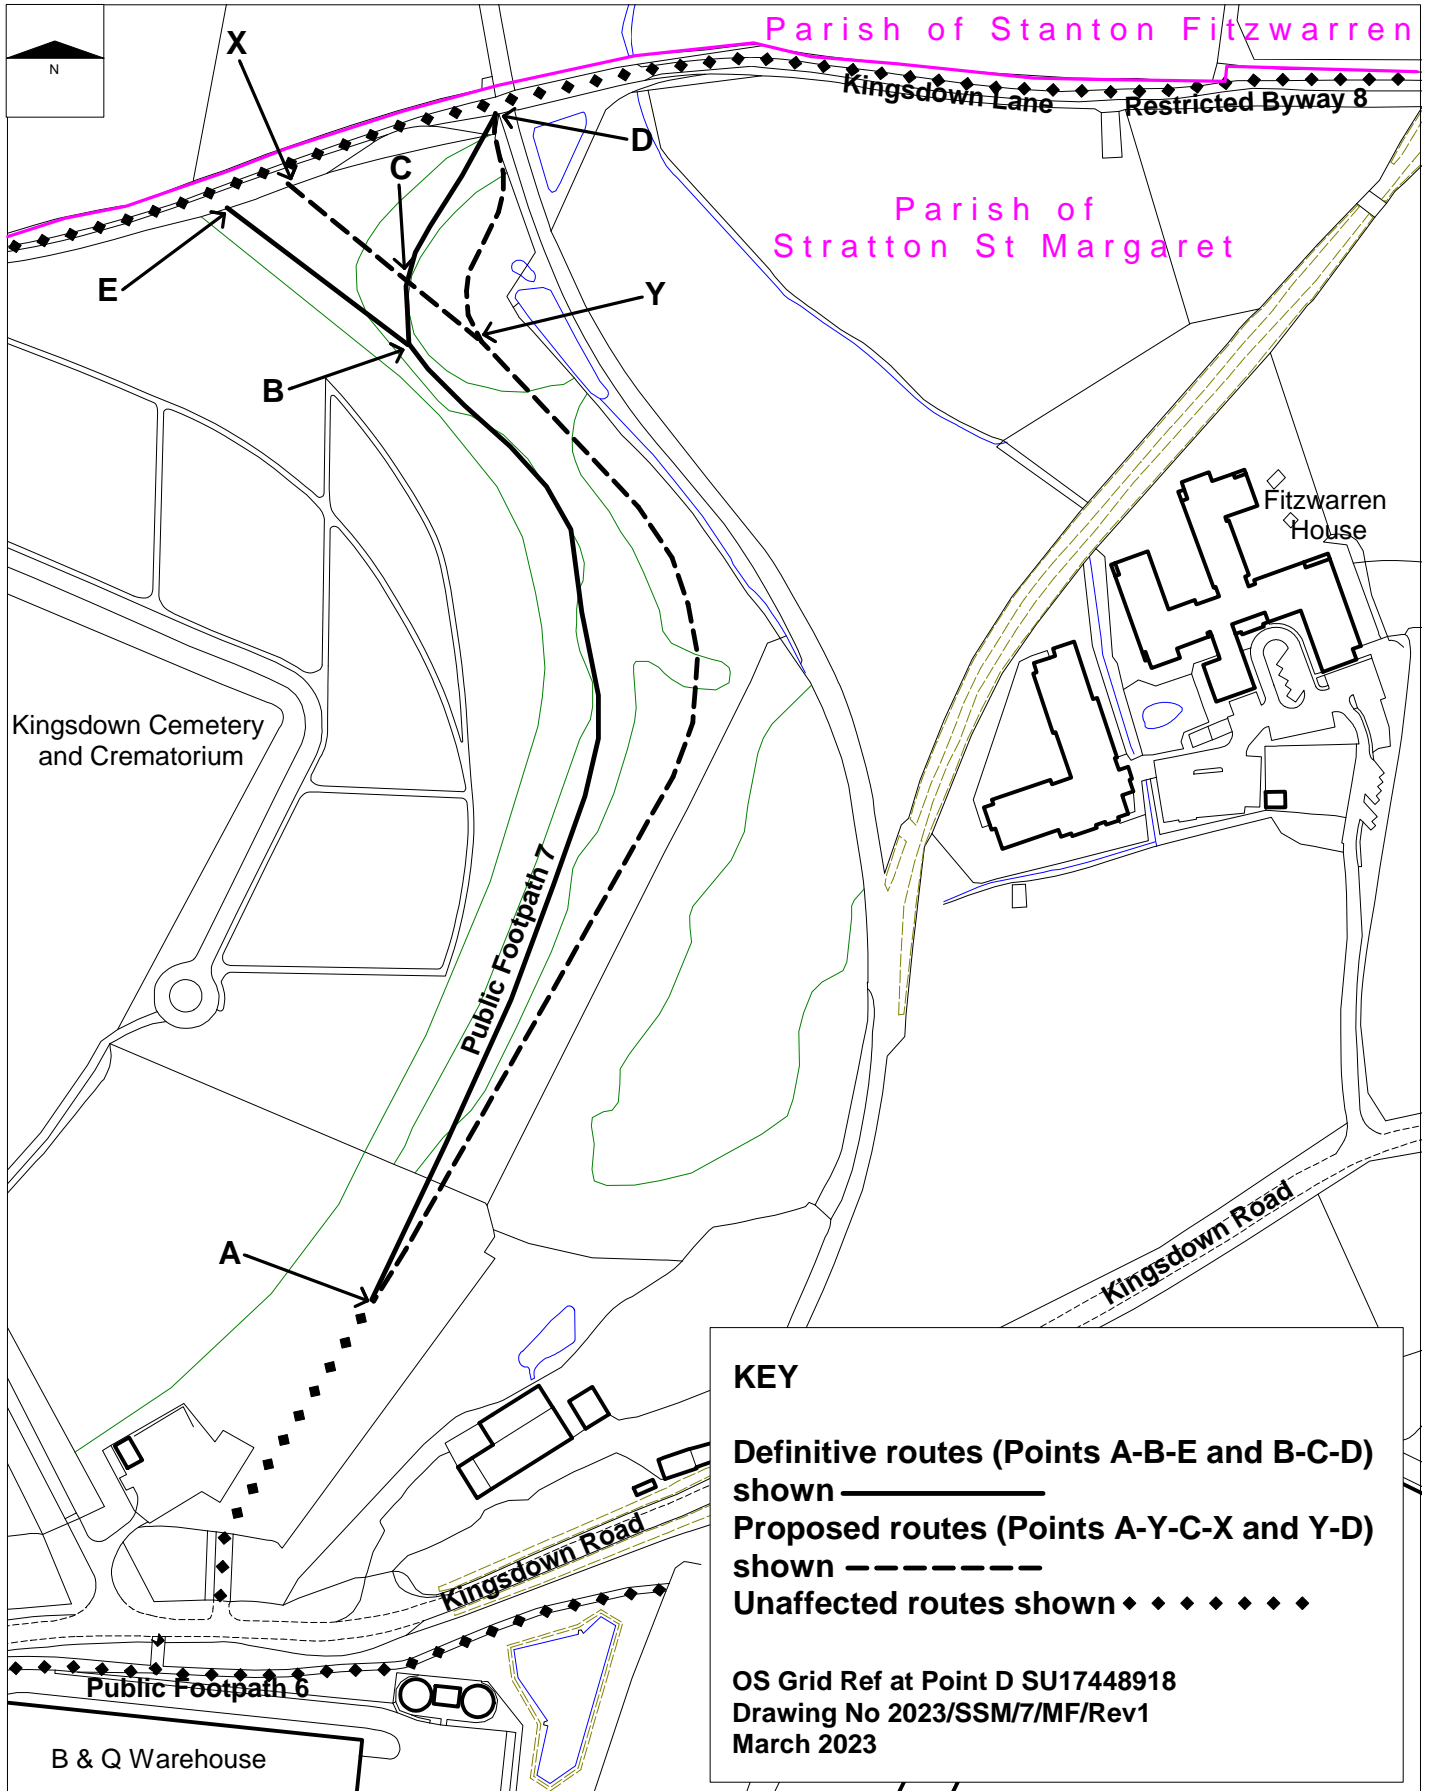 Parish of Stanton Fitzwarren
X
N
Kingsdown Lane
Restricted Byway 8
D
C
Parish of
Stratton St Margaret
E
Y
B
Fitzwarren
House
Kingsdown Cemetery
and Crematorium
Public Footpath 7
Kingsdown Road
A
KEY
Definitive routes (Points A-B-E and B-C-D)
shown
Proposed routes (Points A-Y-C-X and Y-D)
shown
Unaffected routes shown
OS Grid Ref at Point D SU17448918
Drawing No 2023/SSM/7/MF/Rev1
March 2023
Kingsdown Road
Public Footpath 6
B & Q Warehouse